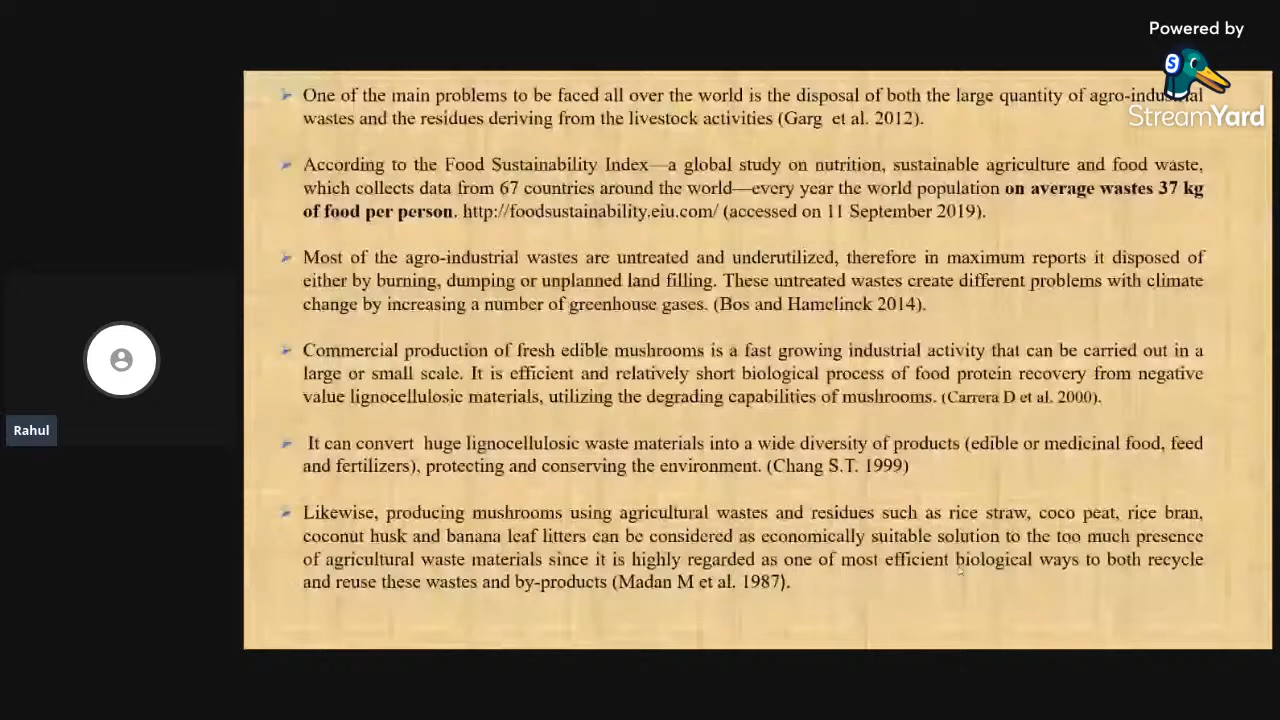 Powered by
StreamYard
One of the main problems to be faced all over the world is the disposal of both the large quantity of agro-industrial
wastes and the residues deriving from the livestock activities (Garg et al. 2012).
According to the Food Sustainability Index—a global study on nutrition, sustainable agriculture and food waste,
which collects data from 67 countries around the world—every year the world population on average wastes 37 kg
of food per person. http://foodsustainability.eiu.com/ (accessed on 11 September 2019).
Most of the agro-industrial wastes are untreated and underutilized, therefore in maximum reports it disposed of
either by burning, dumping or unplanned land filling. These untreated wastes create different problems with climate
change by increasing a number of greenhouse gases. (Bos and Hamelinck 2014).
Commercial production of fresh edible mushrooms is a fast growing industrial activity that can be carried out in a
large or small scale. It is efficient and relatively short biological process of food protein recovery from negative
value lignocellulosic materials, utilizing the degrading capabilities of mushrooms. (Carrera D et al. 2000).
It can convert huge lignocellulosic waste materials into a wide diversity of products (edible or medicinal food, feed
and fertilizers), protecting and conserving the environment. (Chang S.T. 1999)
Likewise, producing mushrooms using agricultural wastes and residues such as rice straw, coco peat, rice bran,
coconut husk and banana leaf litters can be considered as economically suitable solution to the too much presence
of agricultural waste materials since it is highly regarded as one of most efficient biological ways to both recycle
and reuse these wastes and by-products (Madan M et al. 1987).
Rahul